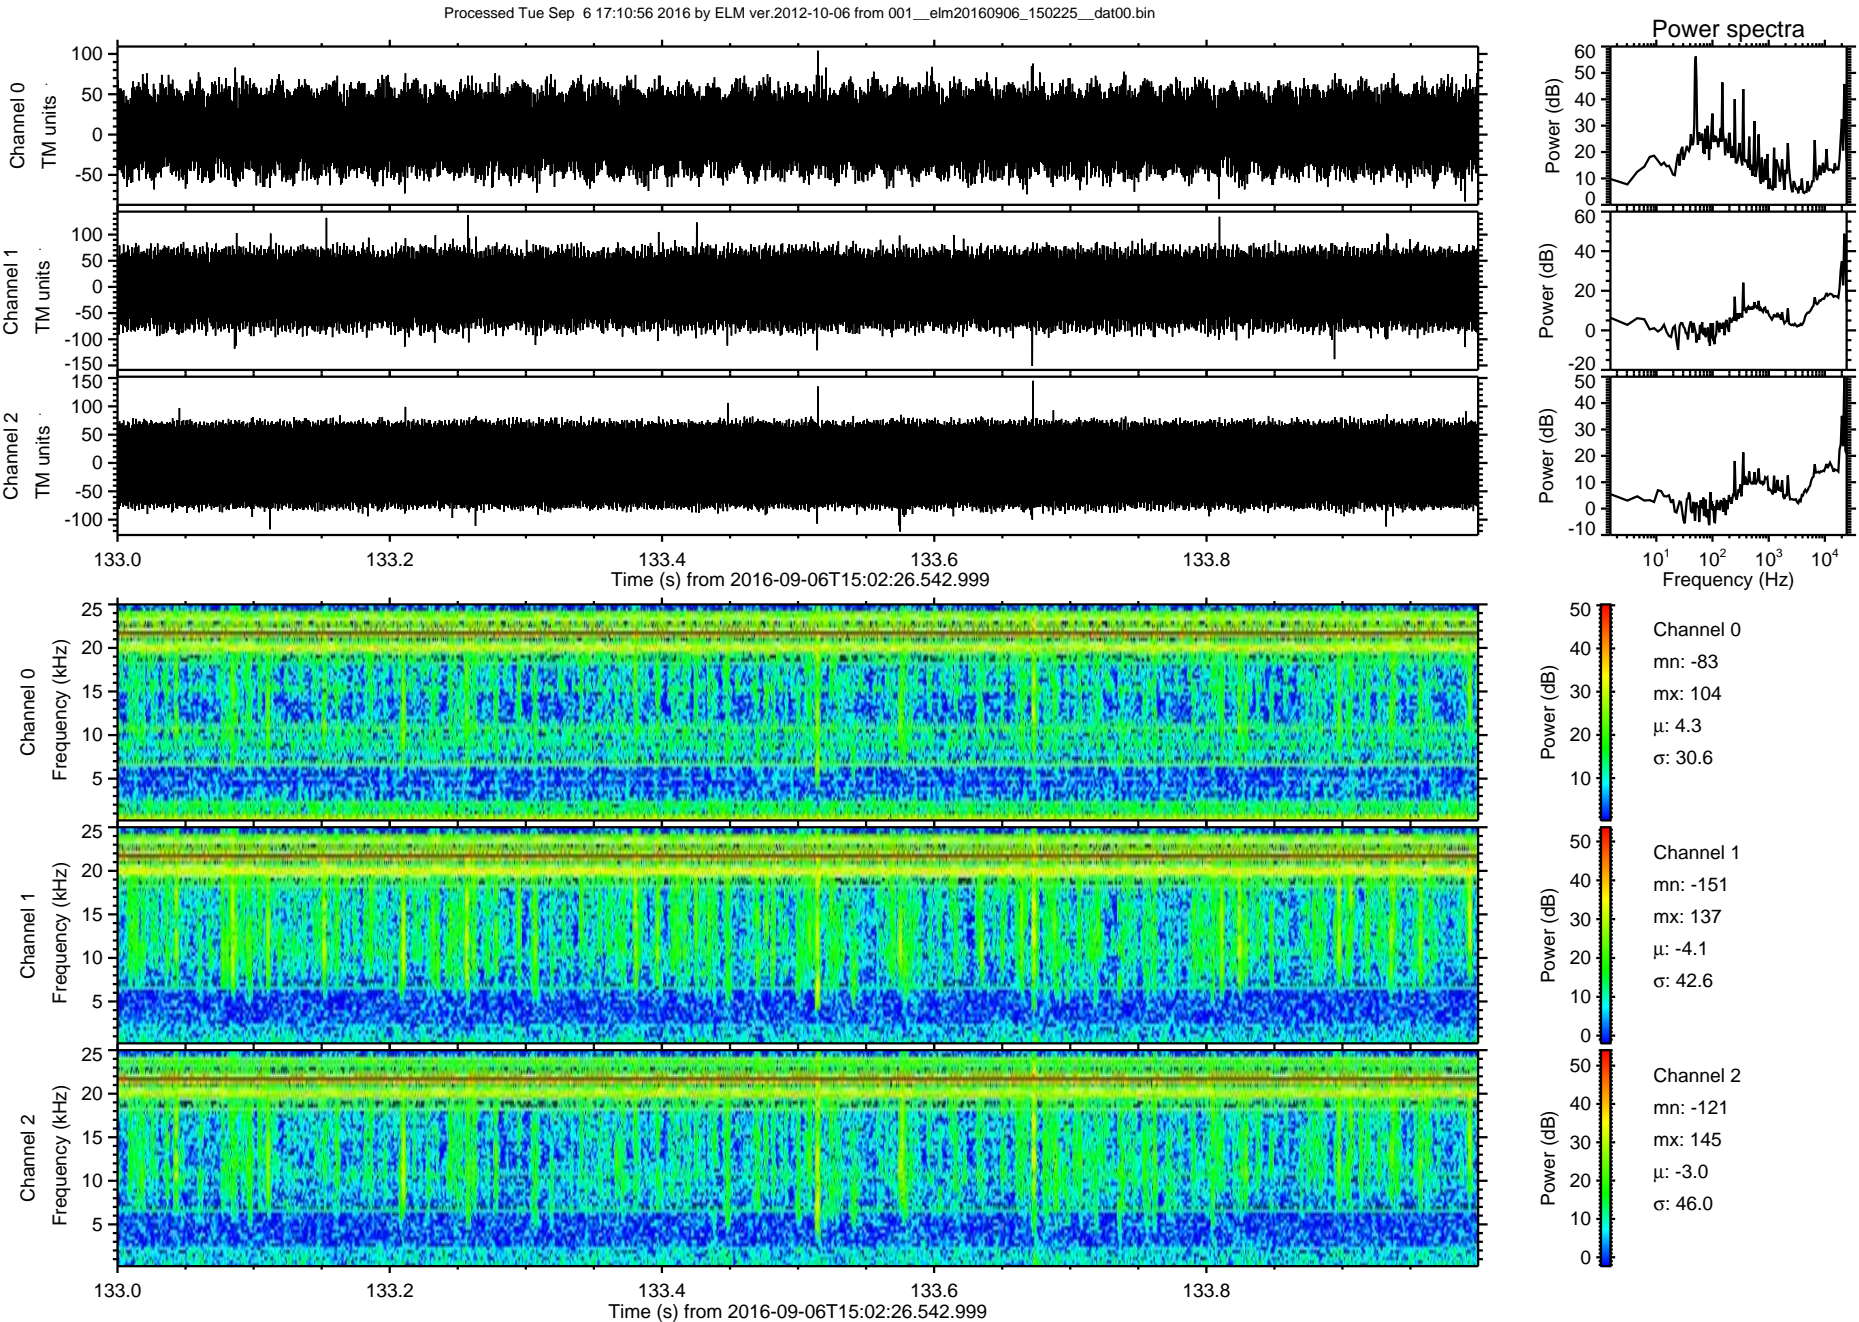 Processed Tue Sep 6 17:10:56 2016 by ELM ver.2012-10-06 from 001__elm20160906_150225__dat00.bin
Power spectra
Channel 0
TM units
100
50
0
-50
Power (dB)
60
50
40
30
20
10
0
Channel 1
TM units
100
50
0
-50
-100
-150
Power (dB)
60
40
20
0
-20
Channel 2
TM units
150
100
50
0
-50
-100
Power (dB)
50
40
30
20
10
0
-10
133.0 133.2 133.4 133.6 133.8
Time (s) from 2016-09-06T15:02:26.542.999
10¹ 10² 10³ 10⁴
Frequency (Hz)
Channel 0
Frequency (kHz)
25
20
15
10
5
Power (dB)
50
40
30
20
10
Channel 0
mn: -83
mx: 104
μ: 4.3
σ: 30.6
Channel 1
Frequency (kHz)
25
20
15
10
5
Power (dB)
50
40
30
20
10
0
Channel 1
mn: -151
mx: 137
μ: -4.1
σ: 42.6
Channel 2
Frequency (kHz)
25
20
15
10
5
Power (dB)
50
40
30
20
10
0
Channel 2
mn: -121
mx: 145
μ: -3.0
σ: 46.0
133.0 133.2 133.4 133.6 133.8
Time (s) from 2016-09-06T15:02:26.542.999